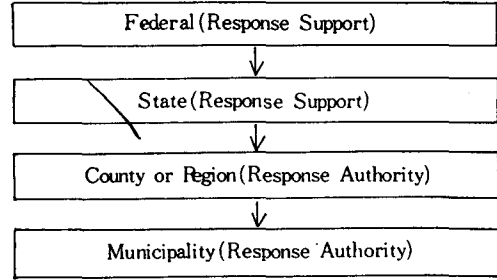 Federal (Response Support)
State (Response Support)
County or Region (Response Authority)
Municipality (Response Authority)